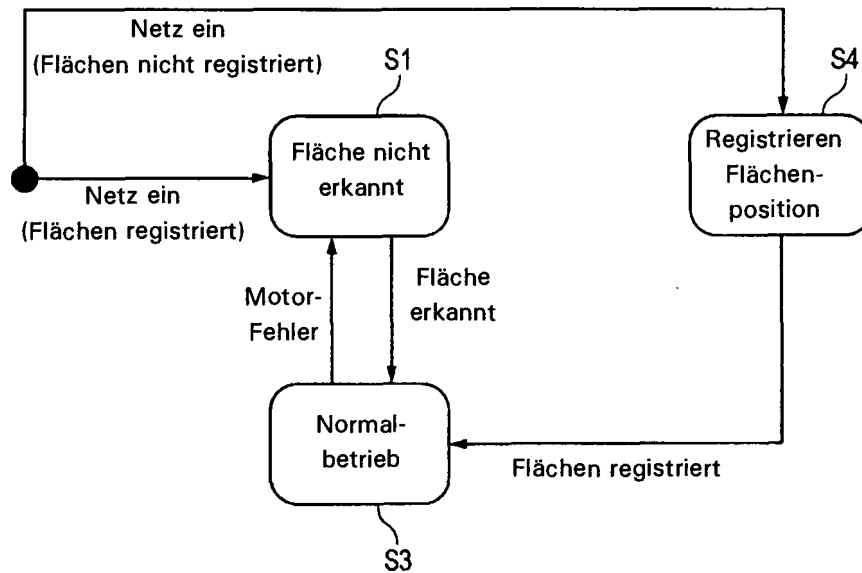 Netz ein
(Flächen nicht registriert)
S1
S4
Fläche nicht
erkannt
Registrieren
Flächen-
position
Netz ein
(Flächen registriert)
Motor-
Fehler
Fläche
erkannt
Normal-
betrieb
Flächen registriert
S3